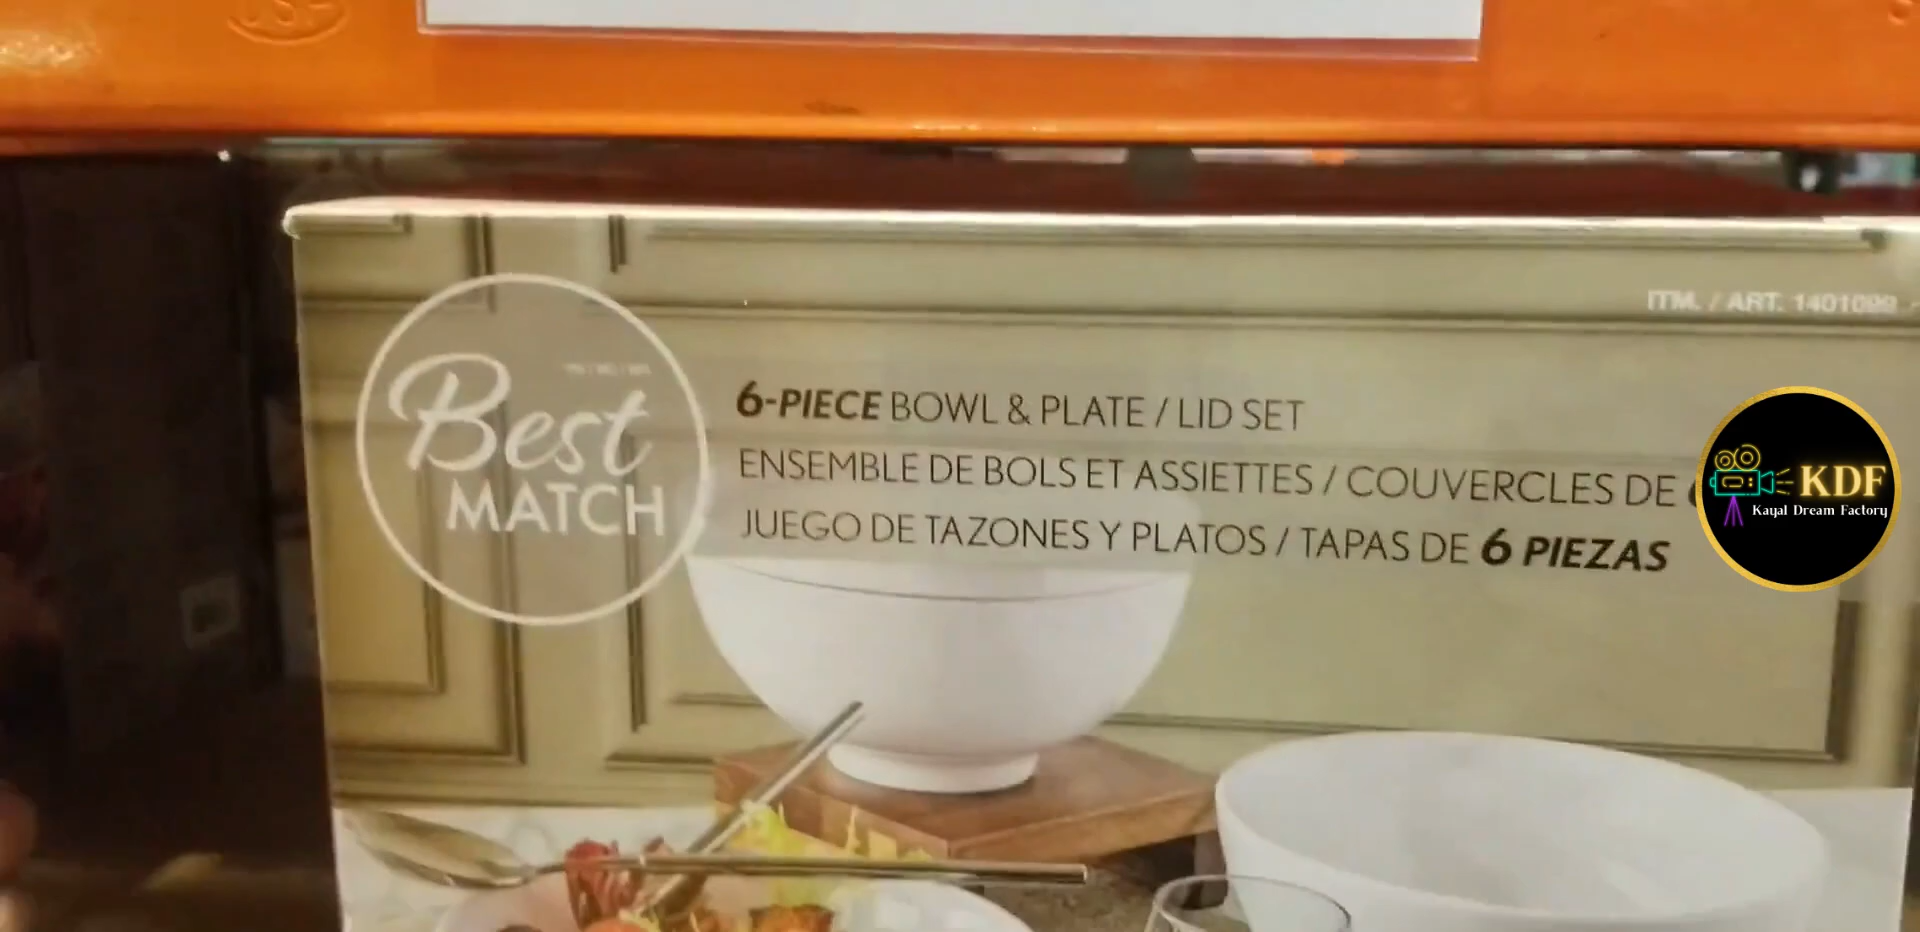 ITM. / ART. 1401099
Best
MATCH
6-PIECE BOWL & PLATE / LID SET
ENSEMBLE DE BOLS ET ASSIETTES / COUVERCLES DE
JUEGO DE TAZONES Y PLATOS / TAPAS DE 6 PIEZAS
KDF
Kayal Dream Factory